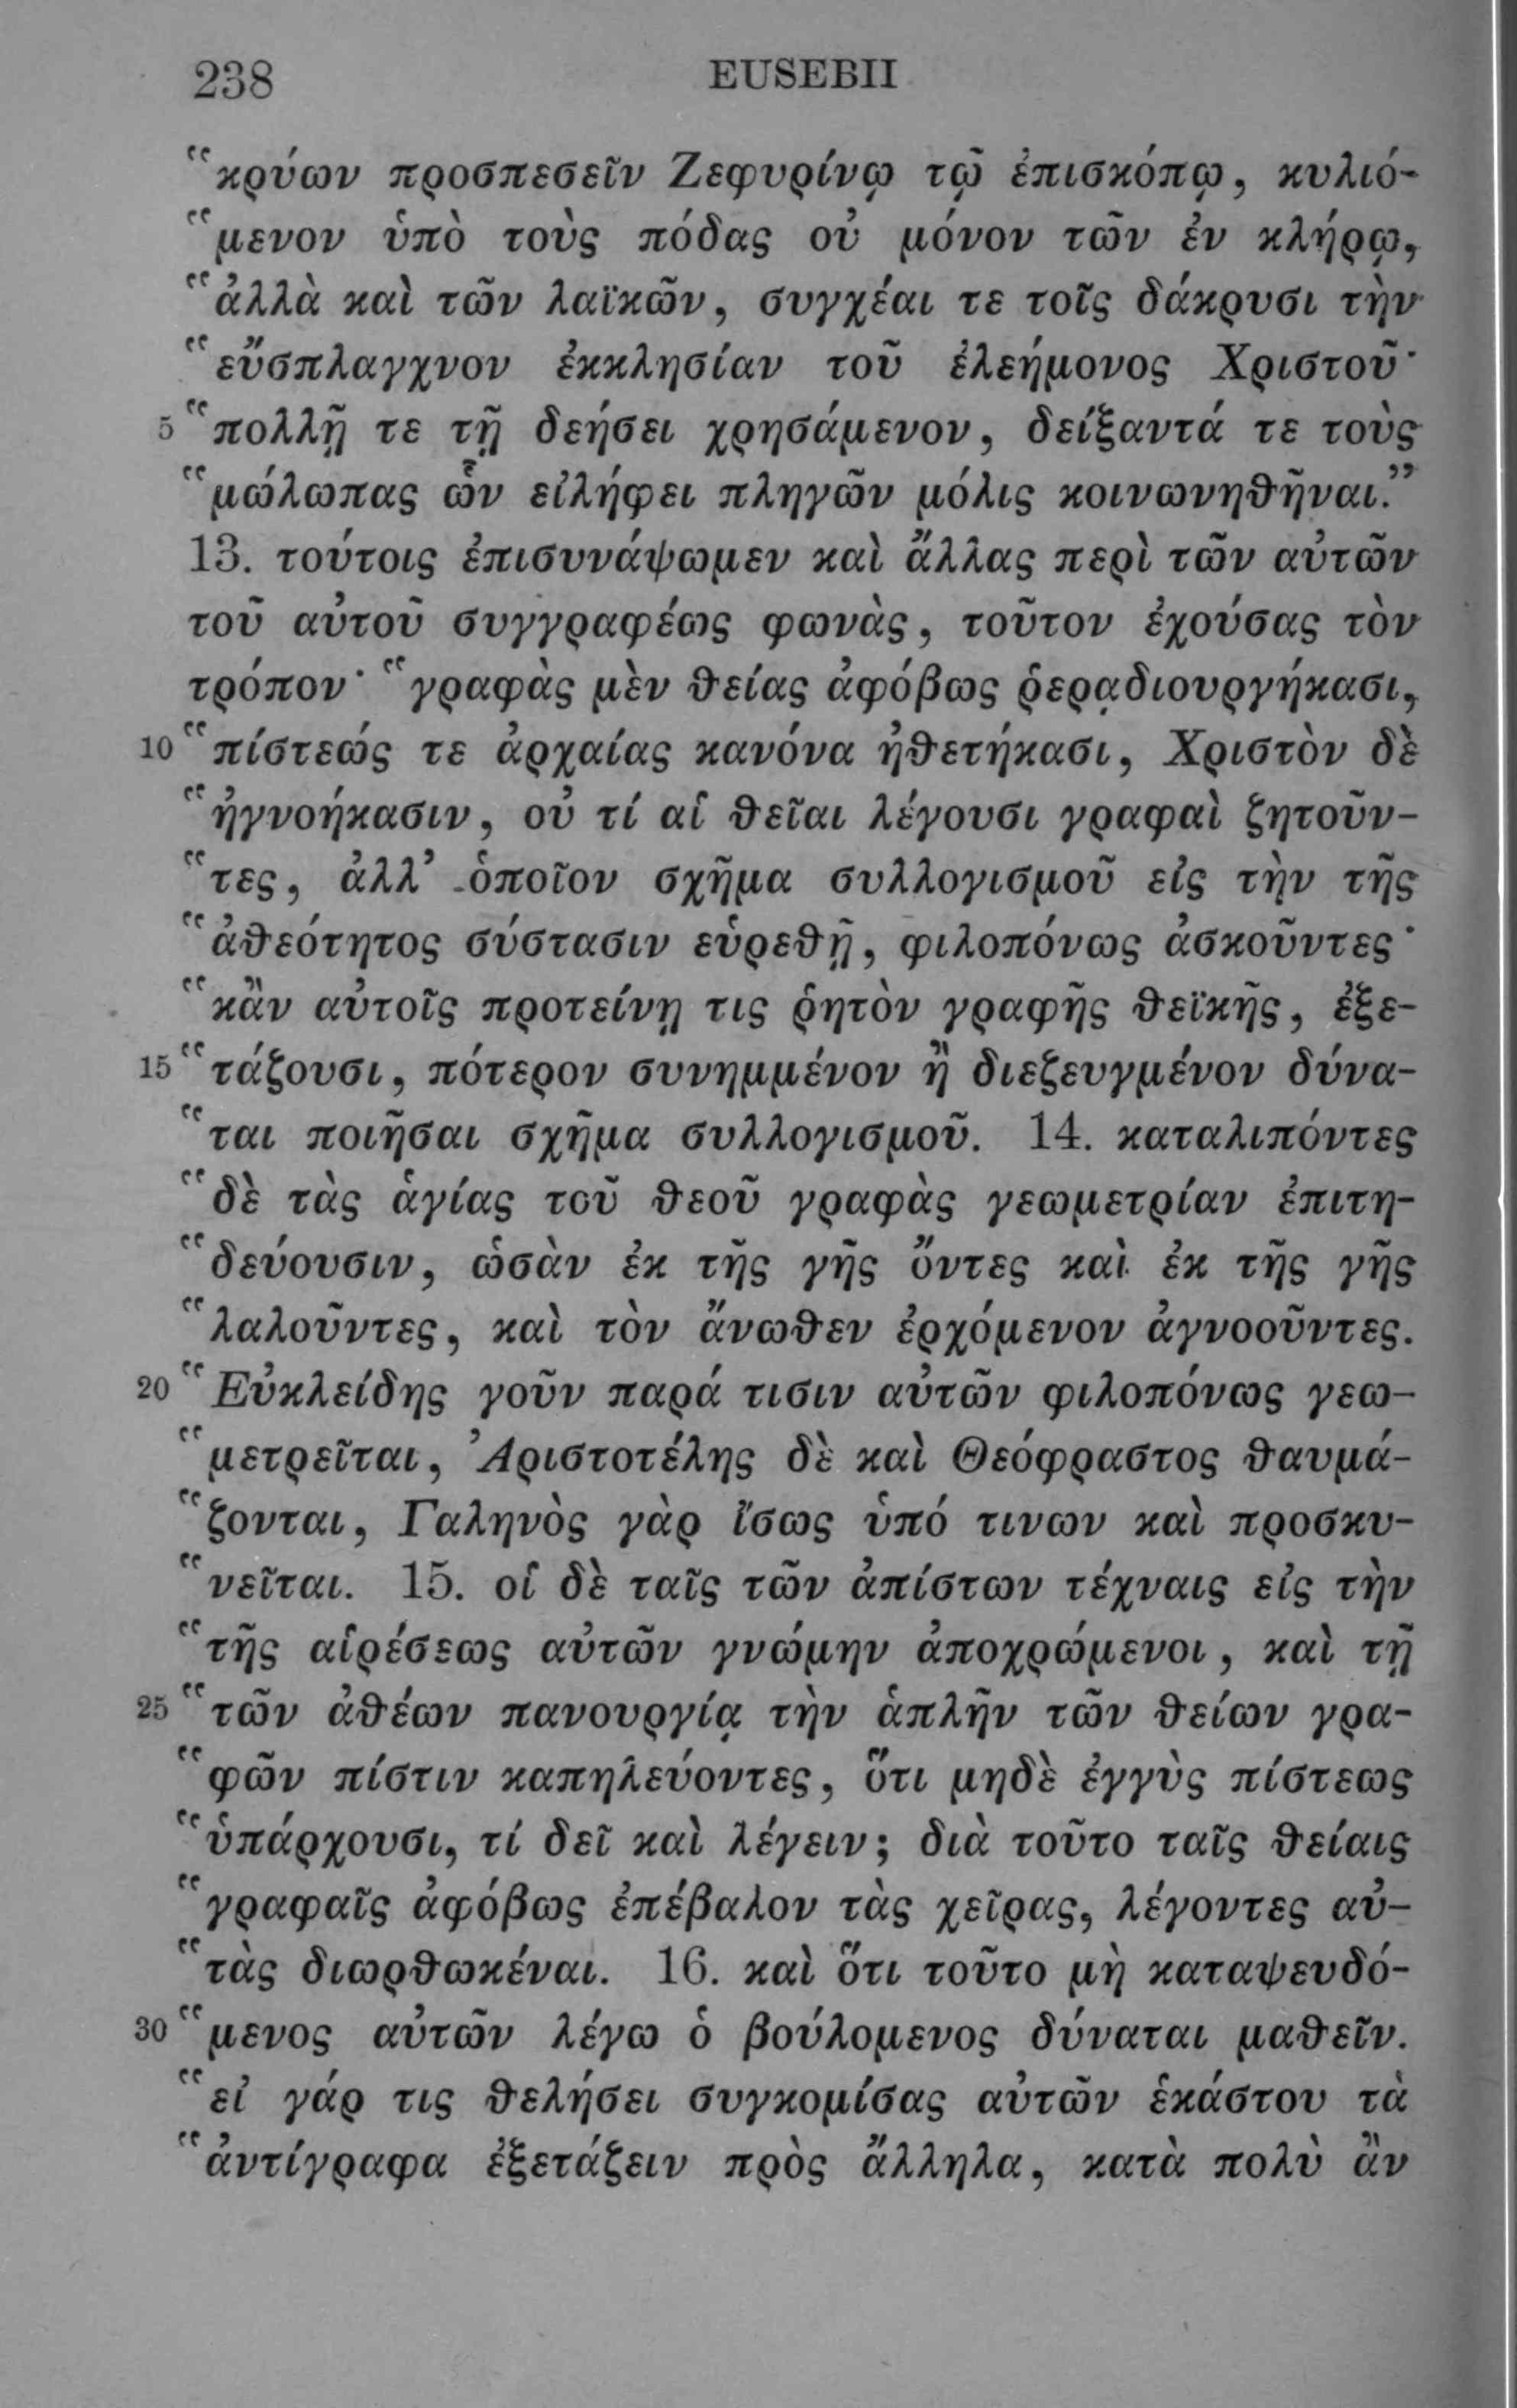 238 EUSEBII
“κρύων προσπεσεῖν Ζεφυρίνῳ τῷ ἐπισκόπῳ, κυλιό-
“μενον ὑπὸ τοὺς πόδας οὐ μόνον τῶν ἐν κλήρῳ,
“ἀλλὰ καὶ τῶν λαϊκῶν, συγχέαι τε τοῖς δάκρυσι τὴν
“εὔσπλαγχνον ἐκκλησίαν τοῦ ἐλεήμονος Χριστοῦ·
5 “πολλῇ τε τῇ δεήσει χρησάμενον, δείξαντά τε τοὺς
“μώλωπας ὧν εἰλήφει πληγῶν μόλις κοινωνηθῆναι.”
13. τούτοις ἐπισυνάψωμεν καὶ ἄλλας περὶ τῶν αὐτῶν
τοῦ αὐτοῦ συγγραφέως φωνὰς, τοῦτον ἐχούσας τὸν
τρόπον· “γραφὰς μὲν θείας ἀφόβως ῥερᾳδιουργήκασι,
10 “πίστεώς τε ἀρχαίας κανόνα ἠθετήκασι, Χριστὸν δὲ
“ἠγνοήκασιν, οὐ τί αἱ θεῖαι λέγουσι γραφαὶ ζητοῦν-
“τες, ἀλλ’ ὁποῖον σχῆμα συλλογισμοῦ εἰς τὴν τῆς
“ἀθεότητος σύστασιν εὑρεθῇ, φιλοπόνως ἀσκοῦντες·
“κἂν αὐτοῖς προτείνῃ τις ῥητὸν γραφῆς θεϊκῆς, ἐξε-
15 “τάζουσι, πότερον συνημμένον ἢ διεζευγμένον δύνα-
“ται ποιῆσαι σχῆμα συλλογισμοῦ. 14. καταλιπόντες
“δὲ τὰς ἁγίας τοῦ θεοῦ γραφὰς γεωμετρίαν ἐπιτη-
“δεύουσιν, ὡσὰν ἐκ τῆς γῆς ὄντες καὶ ἐκ τῆς γῆς
“λαλοῦντες, καὶ τὸν ἄνωθεν ἐρχόμενον ἀγνοοῦντες.
20 “Εὐκλείδης γοῦν παρά τισιν αὐτῶν φιλοπόνως γεω-
“μετρεῖται, Ἀριστοτέλης δὲ καὶ Θεόφραστος θαυμά-
“ζονται, Γαληνὸς γὰρ ἴσως ὑπό τινων καὶ προσκυ-
“νεῖται. 15. οἱ δὲ ταῖς τῶν ἀπίστων τέχναις εἰς τὴν
“τῆς αἱρέσεως αὐτῶν γνώμην ἀποχρώμενοι, καὶ τῇ
25 “τῶν ἀθέων πανουργίᾳ τὴν ἁπλῆν τῶν θείων γρα-
“φῶν πίστιν καπηλεύοντες, ὅτι μηδὲ ἐγγὺς πίστεως
“ὑπάρχουσι, τί δεῖ καὶ λέγειν; διὰ τοῦτο ταῖς θείαις
“γραφαῖς ἀφόβως ἐπέβαλον τὰς χεῖρας, λέγοντες αὐ-
“τὰς διωρθωκέναι. 16. καὶ ὅτι τοῦτο μὴ καταψευδό-
30 “μενος αὐτῶν λέγω ὁ βούλομενος δύναται μαθεῖν.
“εἰ γάρ τις θελήσει συγκομίσας αὐτῶν ἑκάστου τὰ
“ἀντίγραφα ἐξετάζειν πρὸς ἄλληλα, κατὰ πολὺ ἂν